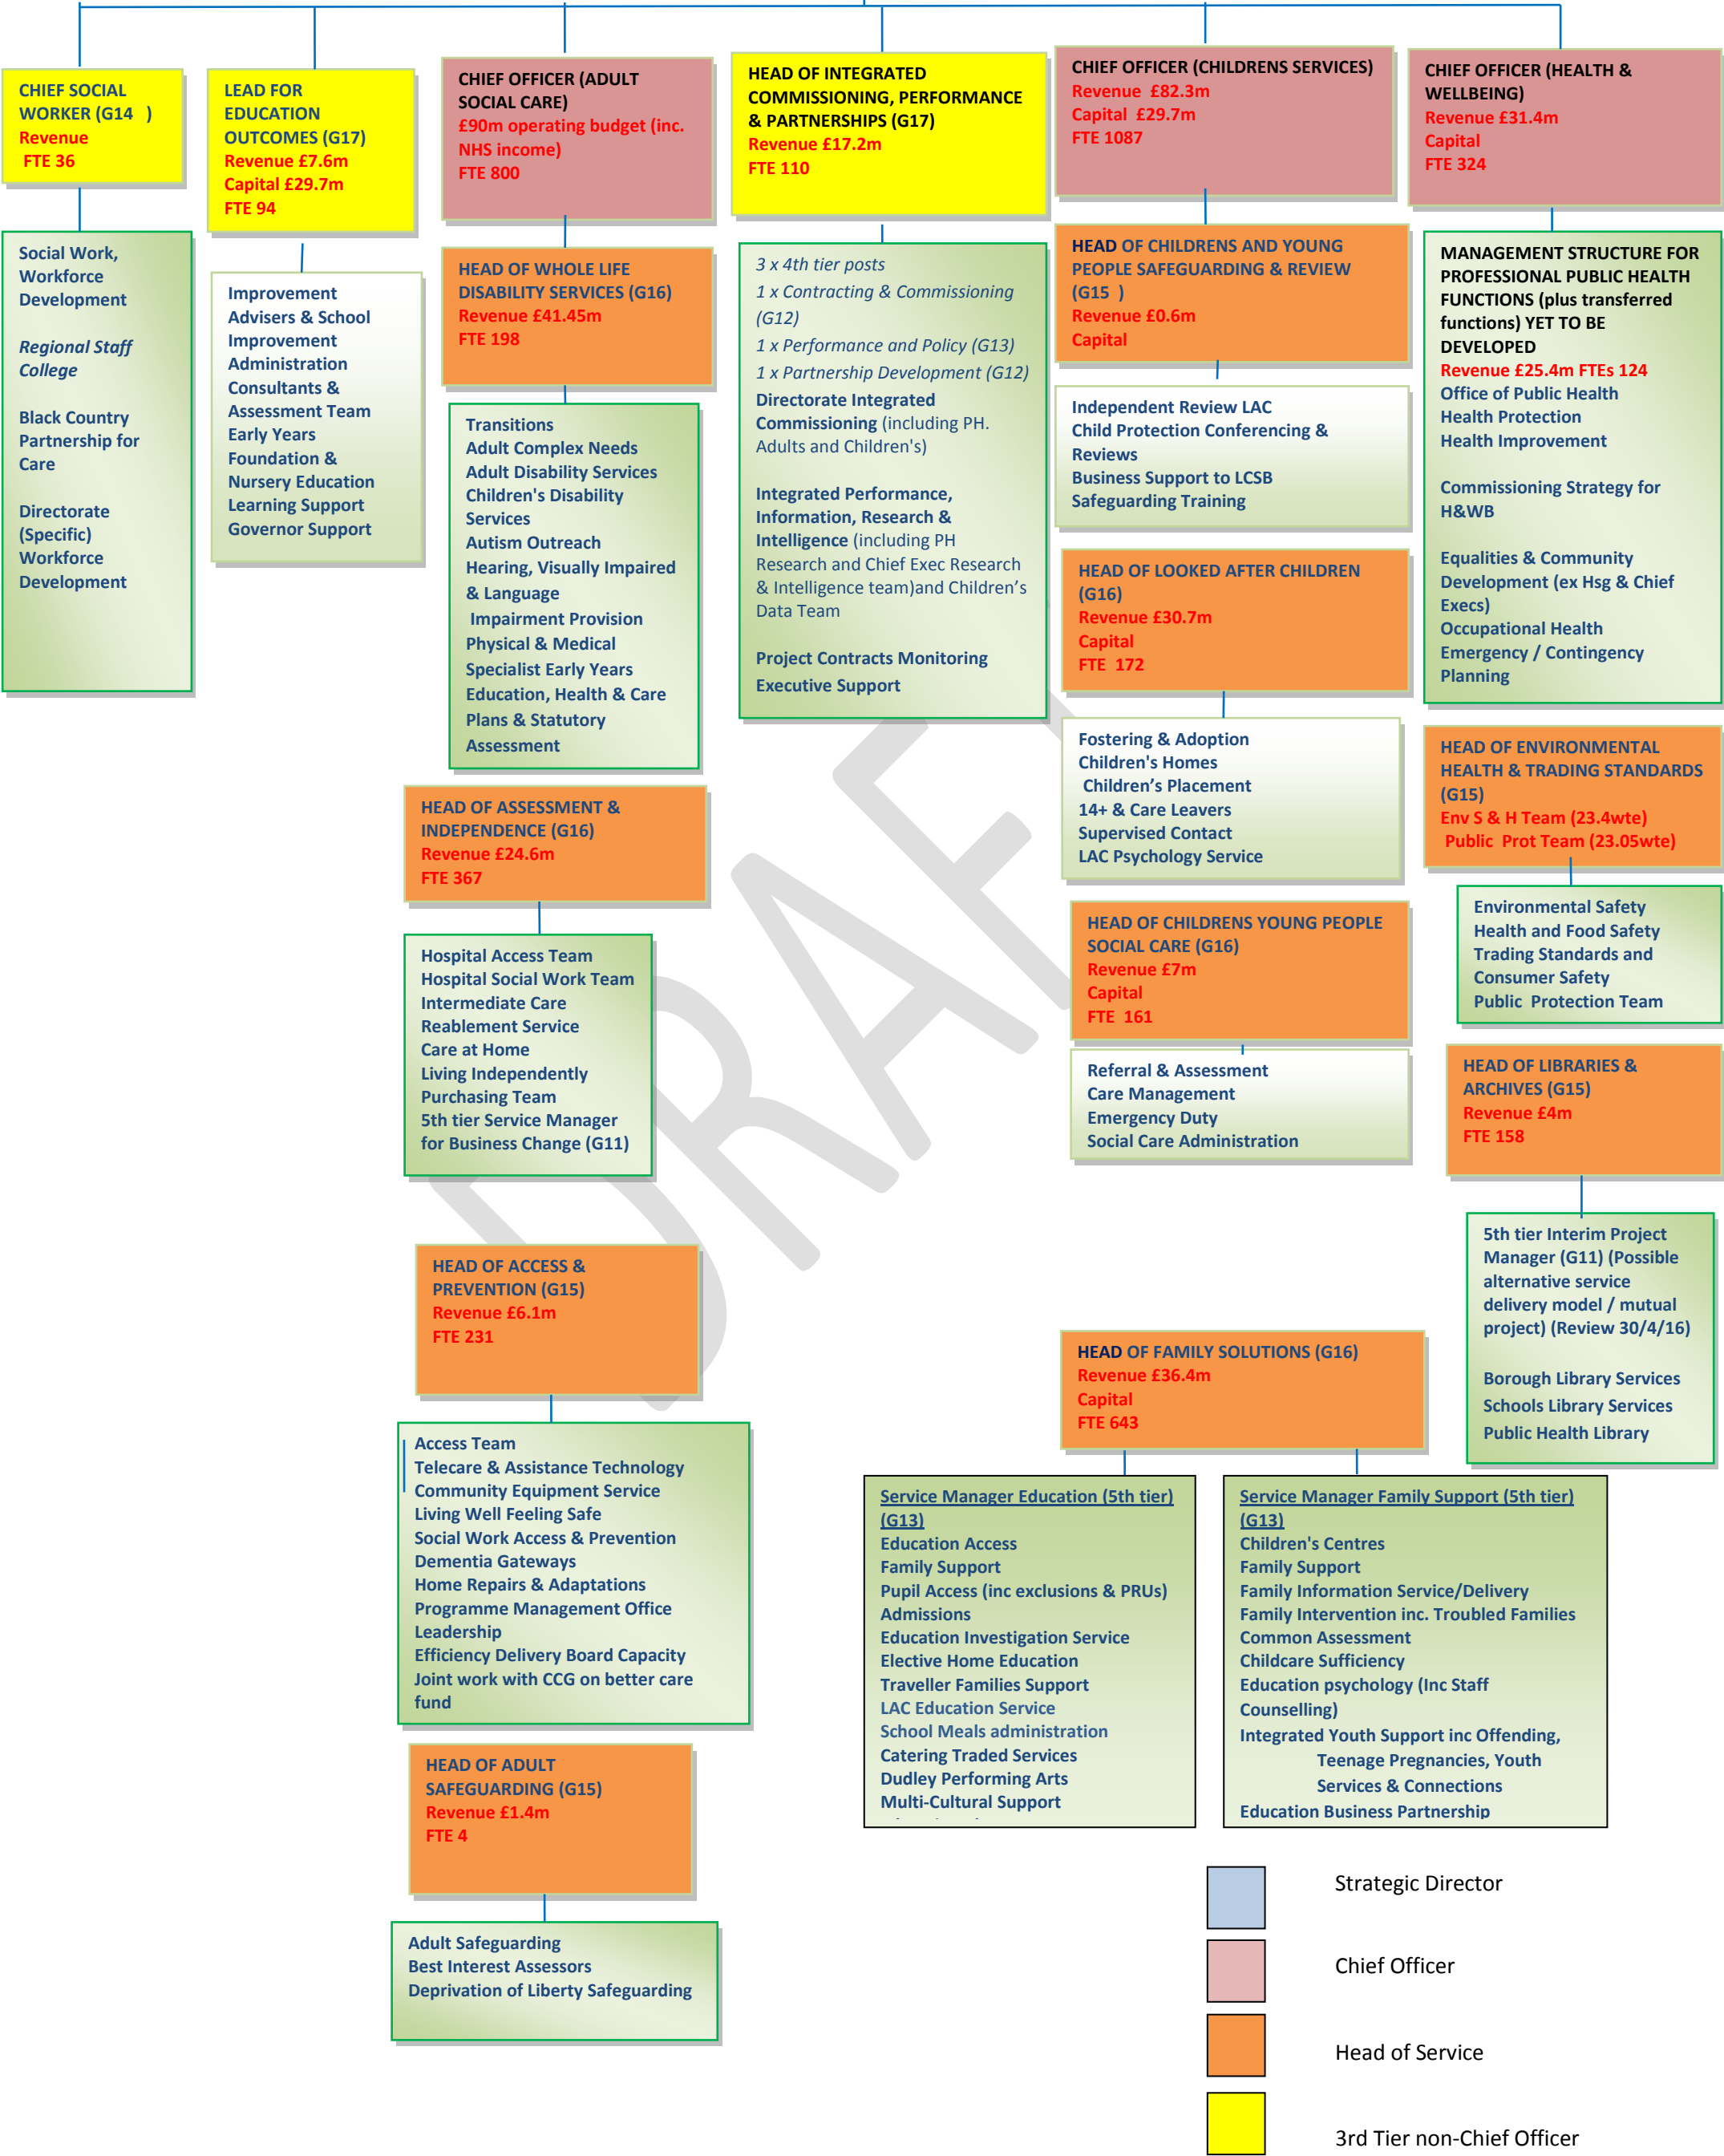 CHIEF SOCIAL
WORKER (G14 )
Revenue
FTE 36
Social Work,
Workforce
Development
Regional Staff
College
Black Country
Partnership for
Care
Directorate
(Specific)
Workforce
Development
LEAD FOR
EDUCATION
OUTCOMES (G17)
Revenue £7.6m
Capital £29.7m
FTE 94
Improvement
Advisers & School
Improvement
Administration
Consultants &
Assessment Team
Early Years
Foundation &
Nursery Education
Learning Support
Governor Support
CHIEF OFFICER (ADULT
SOCIAL CARE)
£90m operating budget (inc.
NHS income)
FTE 800
HEAD OF WHOLE LIFE
DISABILITY SERVICES (G16)
Revenue £41.45m
FTE 198
Transitions
Adult Complex Needs
Adult Disability Services
Children's Disability
Services
Autism Outreach
Hearing, Visually Impaired
& Language
Impairment Provision
Physical & Medical
Specialist Early Years
Education, Health & Care
Plans & Statutory
Assessment
HEAD OF ASSESSMENT &
INDEPENDENCE (G16)
Revenue £24.6m
FTE 367
Hospital Access Team
Hospital Social Work Team
Intermediate Care
Reablement Service
Care at Home
Living Independently
Purchasing Team
5th tier Service Manager
for Business Change (G11)
HEAD OF ACCESS &
PREVENTION (G15)
Revenue £6.1m
FTE 231
Access Team
Telecare & Assistance Technology
Community Equipment Service
Living Well Feeling Safe
Social Work Access & Prevention
Dementia Gateways
Home Repairs & Adaptations
Programme Management Office
Leadership
Efficiency Delivery Board Capacity
Joint work with CCG on better care
fund
HEAD OF ADULT
SAFEGUARDING (G15)
Revenue £1.4m
FTE 4
Adult Safeguarding
Best Interest Assessors
Deprivation of Liberty Safeguarding
HEAD OF INTEGRATED
COMMISSIONING, PERFORMANCE
& PARTNERSHIPS (G17)
Revenue £17.2m
FTE 110
3 x 4th tier posts
1 x Contracting & Commissioning
(G12)
1 x Performance and Policy (G13)
1 x Partnership Development (G12)
Directorate Integrated
Commissioning (including PH.
Adults and Children's)
Integrated Performance,
Information, Research &
Intelligence (including PH
Research and Chief Exec Research
& Intelligence team)and Children's
Data Team
Project Contracts Monitoring
Executive Support
CHIEF OFFICER (CHILDRENS SERVICES)
Revenue £82.3m
Capital £29.7m
FTE 1087
HEAD OF CHILDRENS AND YOUNG
PEOPLE SAFEGUARDING & REVIEW
(G15 )
Revenue £0.6m
Capital
Independent Review LAC
Child Protection Conferencing &
Reviews
Business Support to LCSB
Safeguarding Training
HEAD OF LOOKED AFTER CHILDREN
(G16)
Revenue £30.7m
Capital
FTE 172
Fostering & Adoption
Children's Homes
Children's Placement
14+ & Care Leavers
Supervised Contact
LAC Psychology Service
HEAD OF CHILDRENS YOUNG PEOPLE
SOCIAL CARE (G16)
Revenue £7m
Capital
FTE 161
Referral & Assessment
Care Management
Emergency Duty
Social Care Administration
HEAD OF FAMILY SOLUTIONS (G16)
Revenue £36.4m
Capital
FTE 643
Service Manager Education (5th tier)
(G13)
Education Access
Family Support
Pupil Access (inc exclusions & PRUs)
Admissions
Education Investigation Service
Elective Home Education
Traveller Families Support
LAC Education Service
School Meals administration
Catering Traded Services
Dudley Performing Arts
Multi-Cultural Support
Service Manager Family Support (5th tier)
(G13)
Children's Centres
Family Support
Family Information Service/Delivery
Family Intervention inc. Troubled Families
Common Assessment
Childcare Sufficiency
Education psychology (Inc Staff
Counselling)
Integrated Youth Support inc Offending,
Teenage Pregnancies, Youth
Services & Connections
Education Business Partnership
CHIEF OFFICER (HEALTH &
WELLBEING)
Revenue £31.4m
Capital
FTE 324
MANAGEMENT STRUCTURE FOR
PROFESSIONAL PUBLIC HEALTH
FUNCTIONS (plus transferred
functions) YET TO BE
DEVELOPED
Revenue £25.4m FTEs 124
Office of Public Health
Health Protection
Health Improvement
Commissioning Strategy for
H&WB
Equalities & Community
Development (ex Hsg & Chief
Execs)
Occupational Health
Emergency / Contingency
Planning
HEAD OF ENVIRONMENTAL
HEALTH & TRADING STANDARDS
(G15)
Env S & H Team (23.4wte)
Public Prot Team (23.05wte)
Environmental Safety
Health and Food Safety
Trading Standards and
Consumer Safety
Public Protection Team
HEAD OF LIBRARIES &
ARCHIVES (G15)
Revenue £4m
FTE 158
5th tier Interim Project
Manager (G11) (Possible
alternative service
delivery model / mutual
project) (Review 30/4/16)
Borough Library Services
Schools Library Services
Public Health Library
Strategic Director
Chief Officer
Head of Service
3rd Tier non-Chief Officer
DRAF